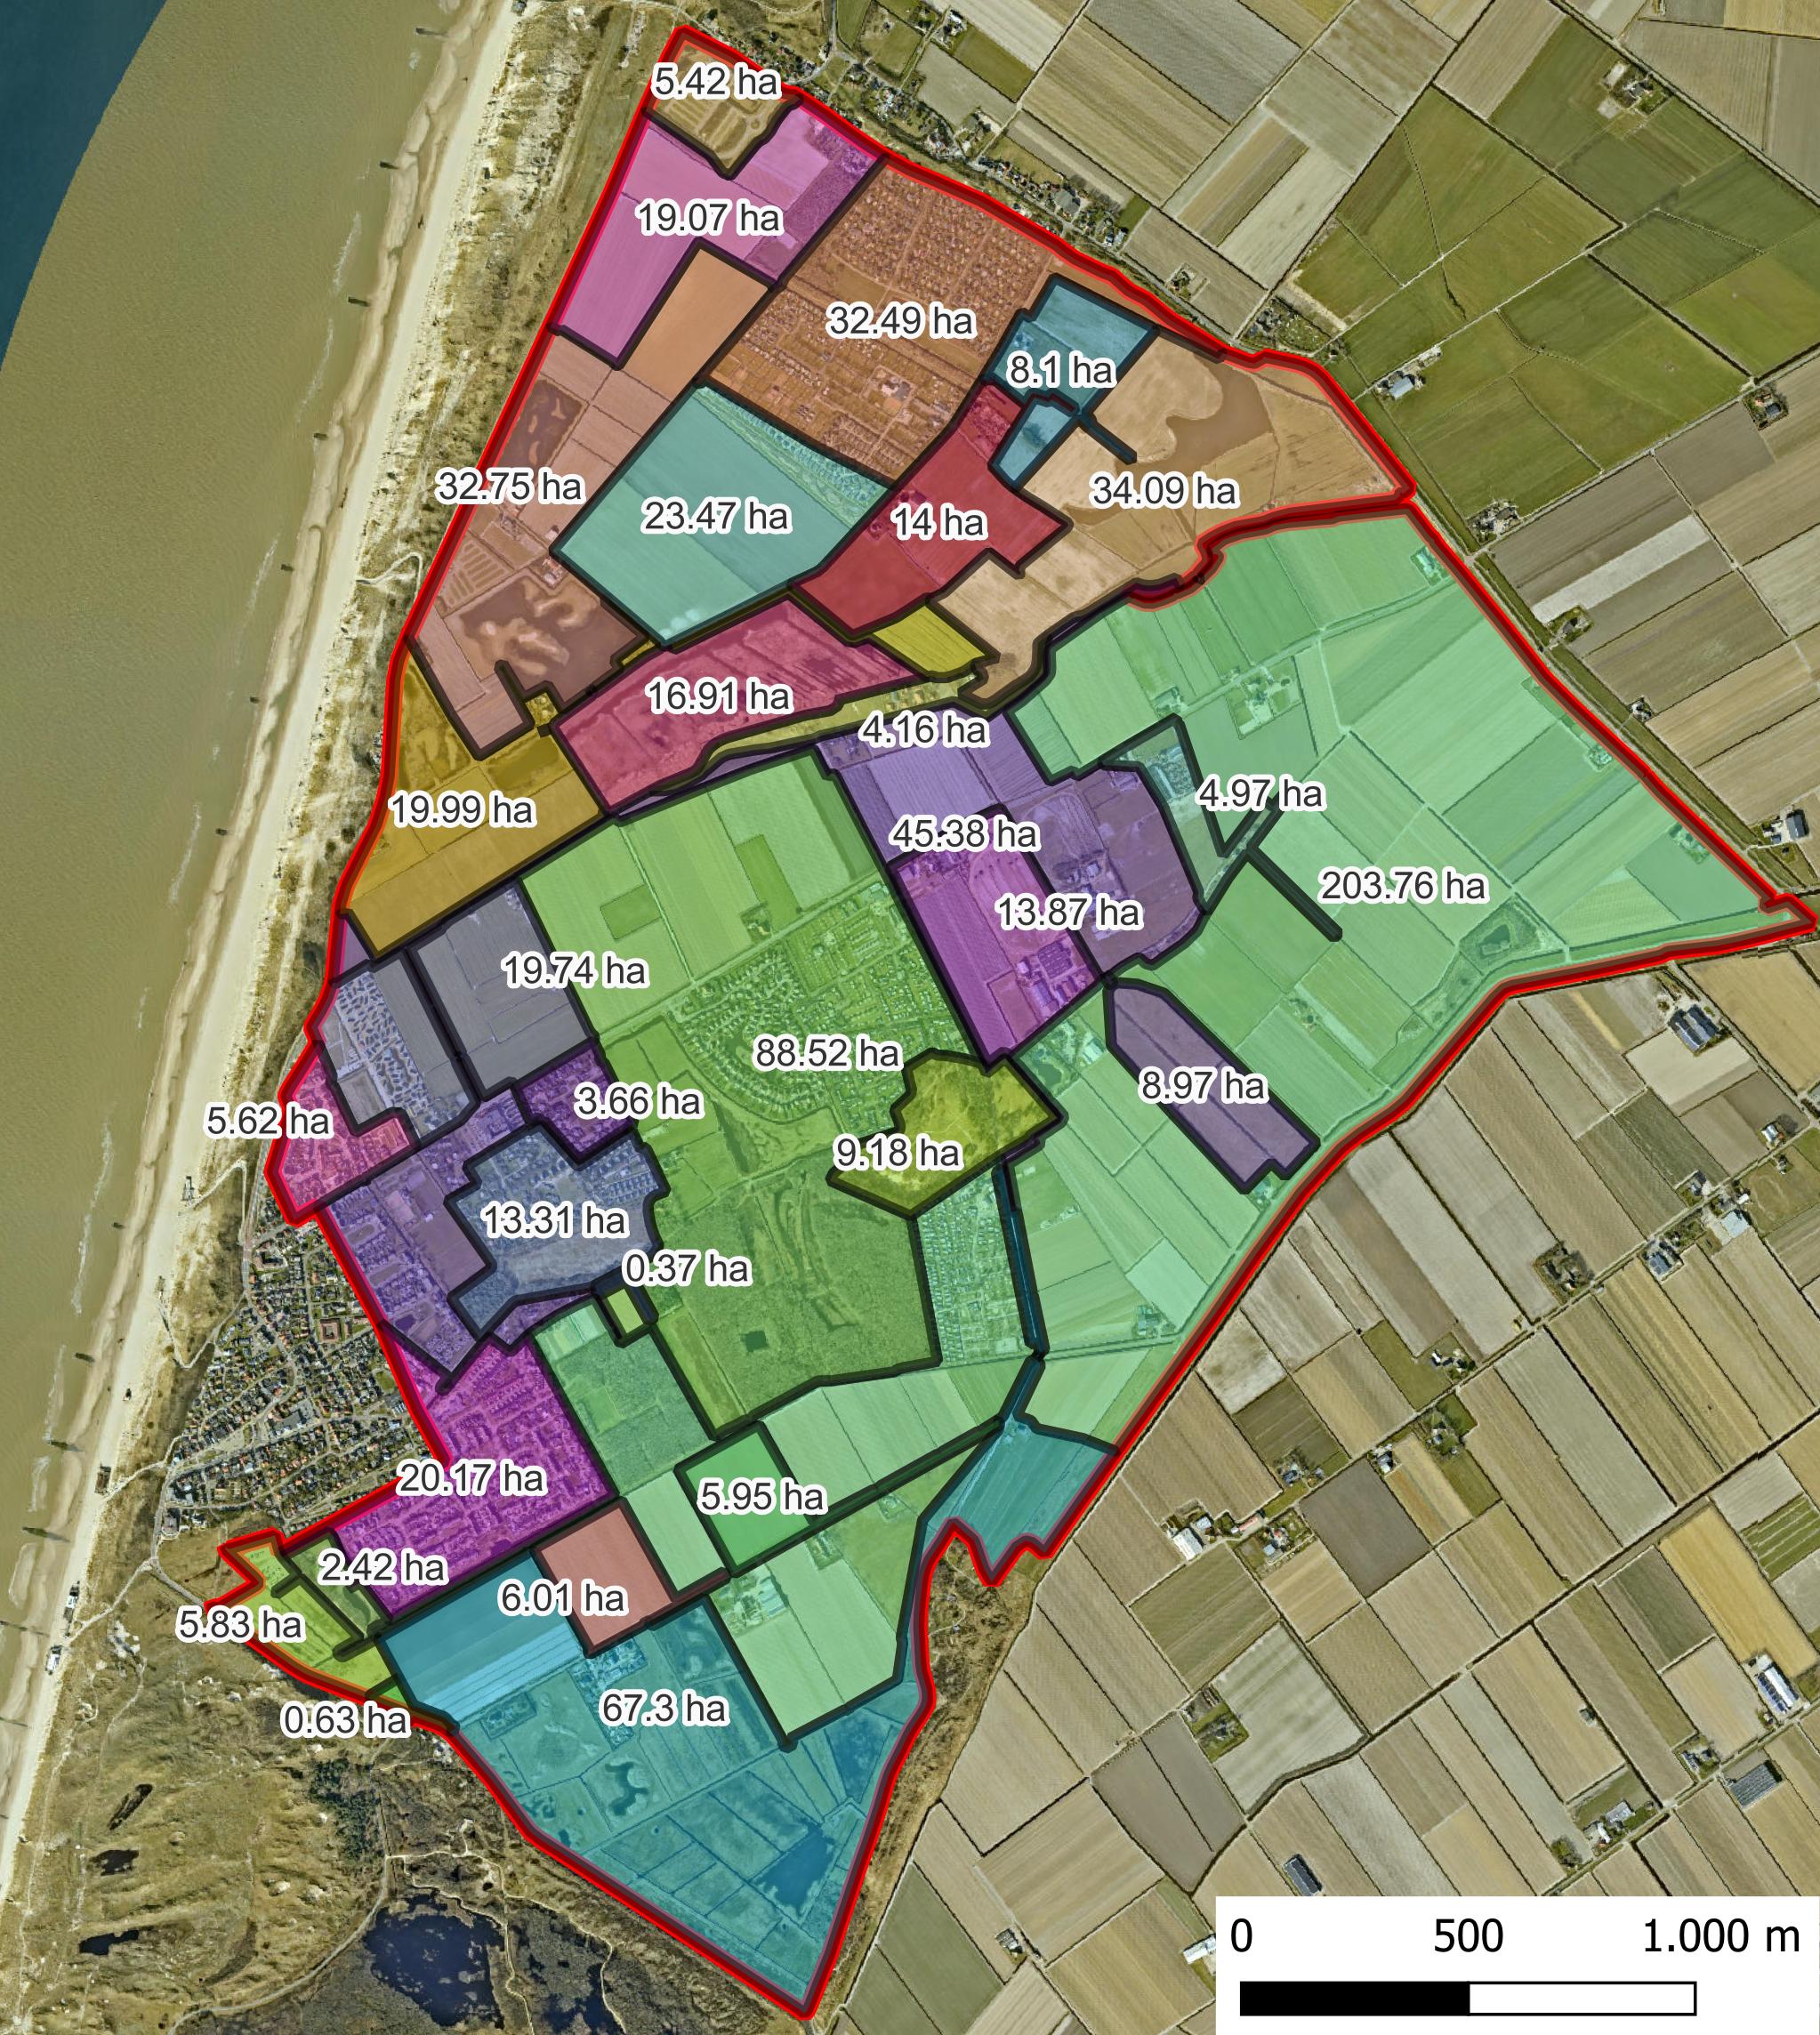 5.42 ha
19.07 ha
32.49 ha
8.1 ha
32.75 ha
23.47 ha
14 ha
34.09 ha
16.91 ha
4.16 ha
19.99 ha
4.97 ha
45.38 ha
203.76 ha
13.87 ha
19.74 ha
88.52 ha
8.97 ha
3.66 ha
5.62 ha
9.18 ha
13.31 ha
0.37 ha
20.17 ha
5.95 ha
2.42 ha
6.01 ha
5.83 ha
67.3 ha
0.63 ha
0 500 1.000 m